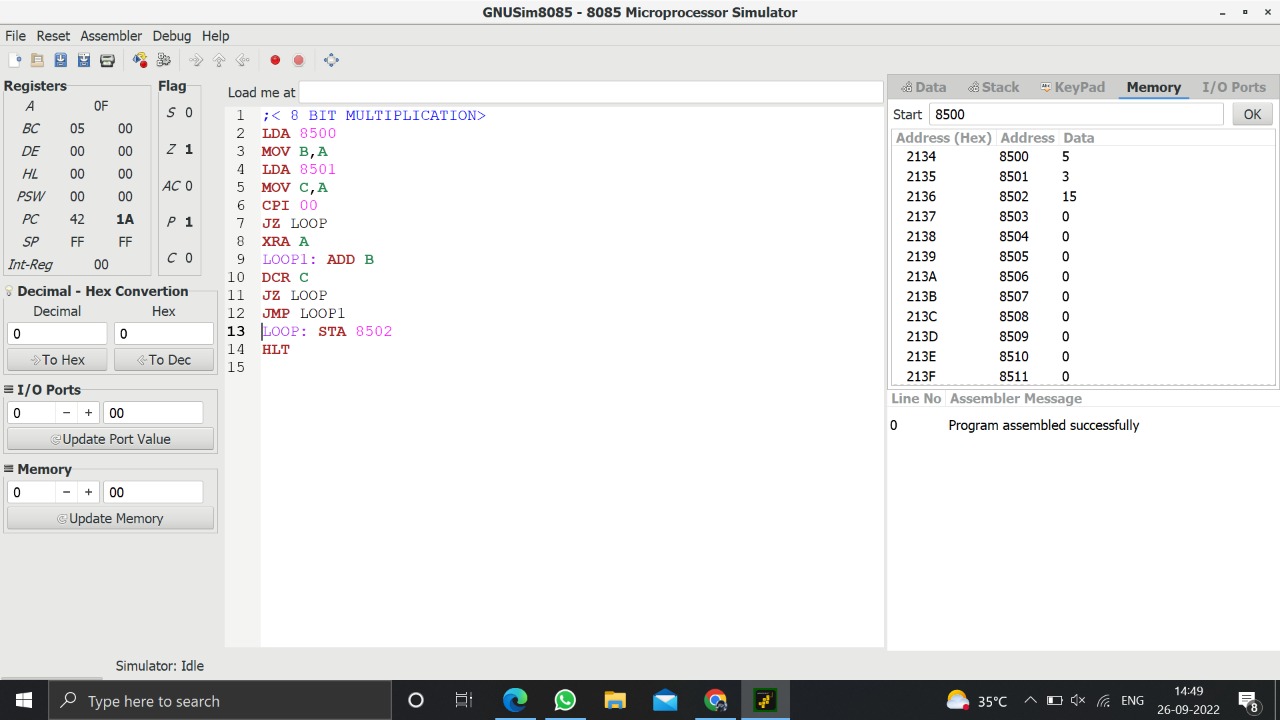 GNUSim8085 - 8085 Microprocessor Simulator
File Reset Assembler Debug Help
Registers
A 0F
BC 05 00
DE 00 00
HL 00 00
PSW 00 00
PC 42 1A
SP FF FF
Int-Reg 00
Flag
S 0
Z 1
AC 0
P 1
C 0
Decimal - Hex Convertion
Decimal Hex
0 0
To Hex To Dec
I/O Ports
0 - + 00
Update Port Value
Memory
0 - + 00
Update Memory
Load me at
1 ;< 8 BIT MULTIPLICATION>
2 LDA 8500
3 MOV B,A
4 LDA 8501
5 MOV C,A
6 CPI 00
7 JZ LOOP
8 XRA A
9 LOOP1: ADD B
10 DCR C
11 JZ LOOP
12 JMP LOOP1
13 LOOP: STA 8502
14 HLT
15
Data Stack KeyPad Memory I/O Ports
Start 8500 OK
Address (Hex) Address Data
2134 8500 5
2135 8501 3
2136 8502 15
2137 8503 0
2138 8504 0
2139 8505 0
213A 8506 0
213B 8507 0
213C 8508 0
213D 8509 0
213E 8510 0
213F 8511 0
Line No Assembler Message
0 Program assembled successfully
Simulator: Idle
Type here to search
35°C ENG
14:49
26-09-2022
8